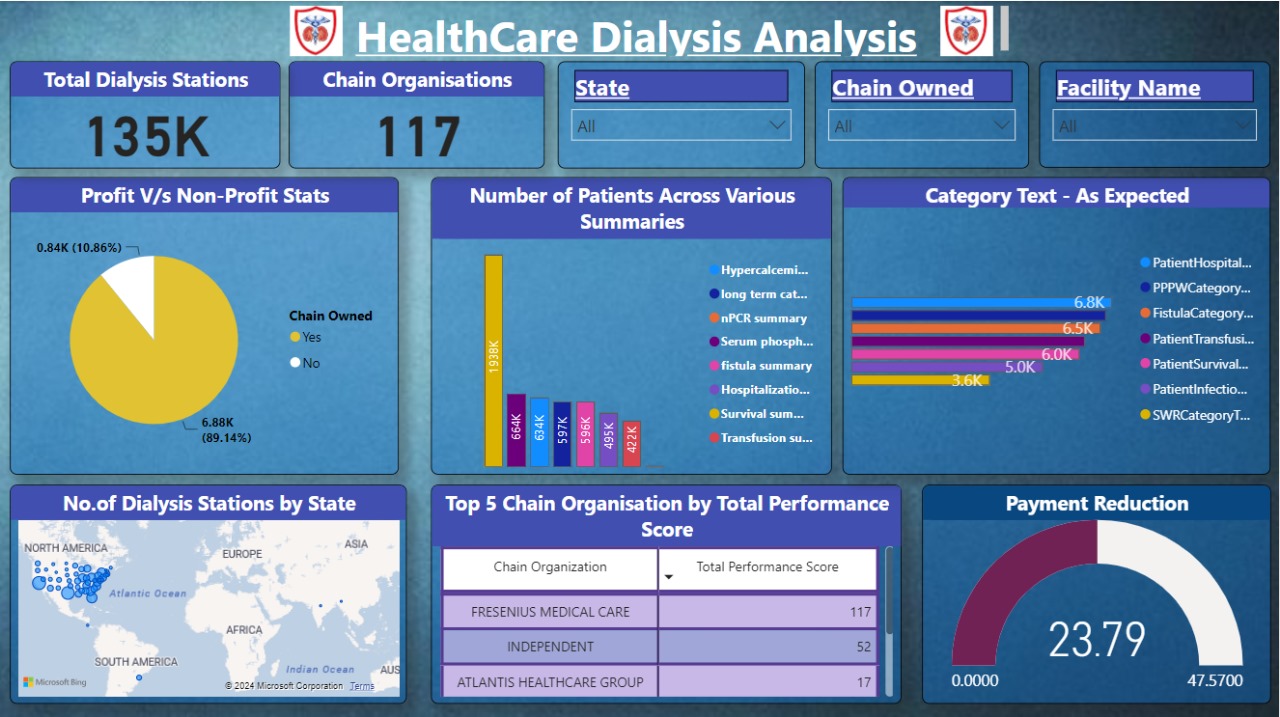 HealthCare Dialysis Analysis
Total Dialysis Stations
135K
Chain Organisations
117
State
All
Chain Owned
All
Facility Name
All
Profit V/s Non-Profit Stats
0.84K (10.86%)
6.88K
(89.14%)
Chain Owned
Yes
No
Number of Patients Across Various
Summaries
1938K
664K
634K
597K
596K
495K
422K
Hypercalcemi...
long term cat...
nPCR summary
Serum phosph...
fistula summary
Hospitalizatio...
Survival sum...
Transfusion su...
Category Text - As Expected
6.8K
6.5K
6.0K
5.0K
3.6K
PatientHospital...
PPPWCategory...
FistulaCategory...
PatientTransfusi...
PatientSurvival...
PatientInfectio...
SWRCategoryT...
No.of Dialysis Stations by State
NORTH AMERICA
EUROPE
ASIA
Atlantic Ocean
AFRICA
SOUTH AMERICA
Indian Ocean
AUS
Microsoft Bing
© 2024 Microsoft Corporation Terms
Top 5 Chain Organisation by Total Performance
Score
Chain Organization Total Performance Score
FRESENIUS MEDICAL CARE 117
INDEPENDENT 52
ATLANTIS HEALTHCARE GROUP 17
Payment Reduction
23.79
0.0000
47.5700